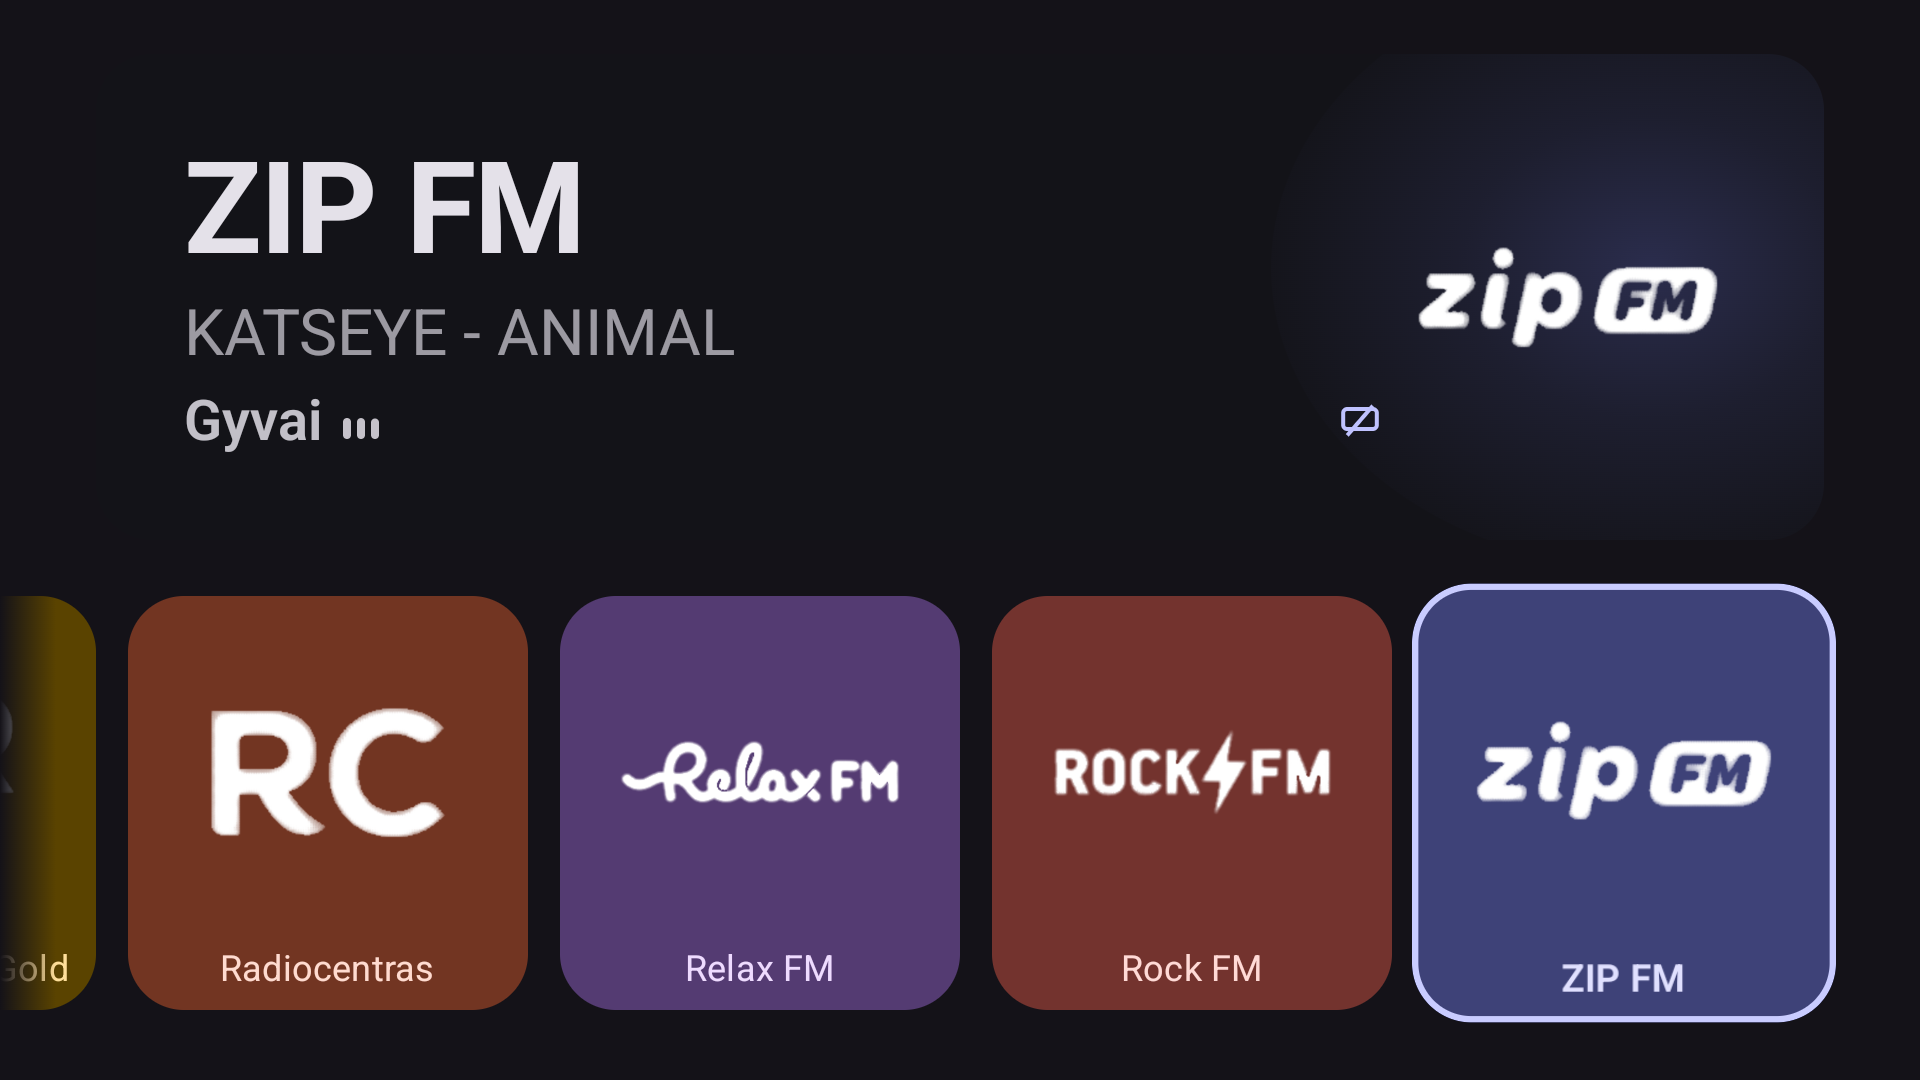 ZIP FM
KATSEYE - ANIMAL
Gyvai
zip FM
RC
Relax FM
ROCK FM
zip FM
Gold
Radiocentras
Relax FM
Rock FM
ZIP FM